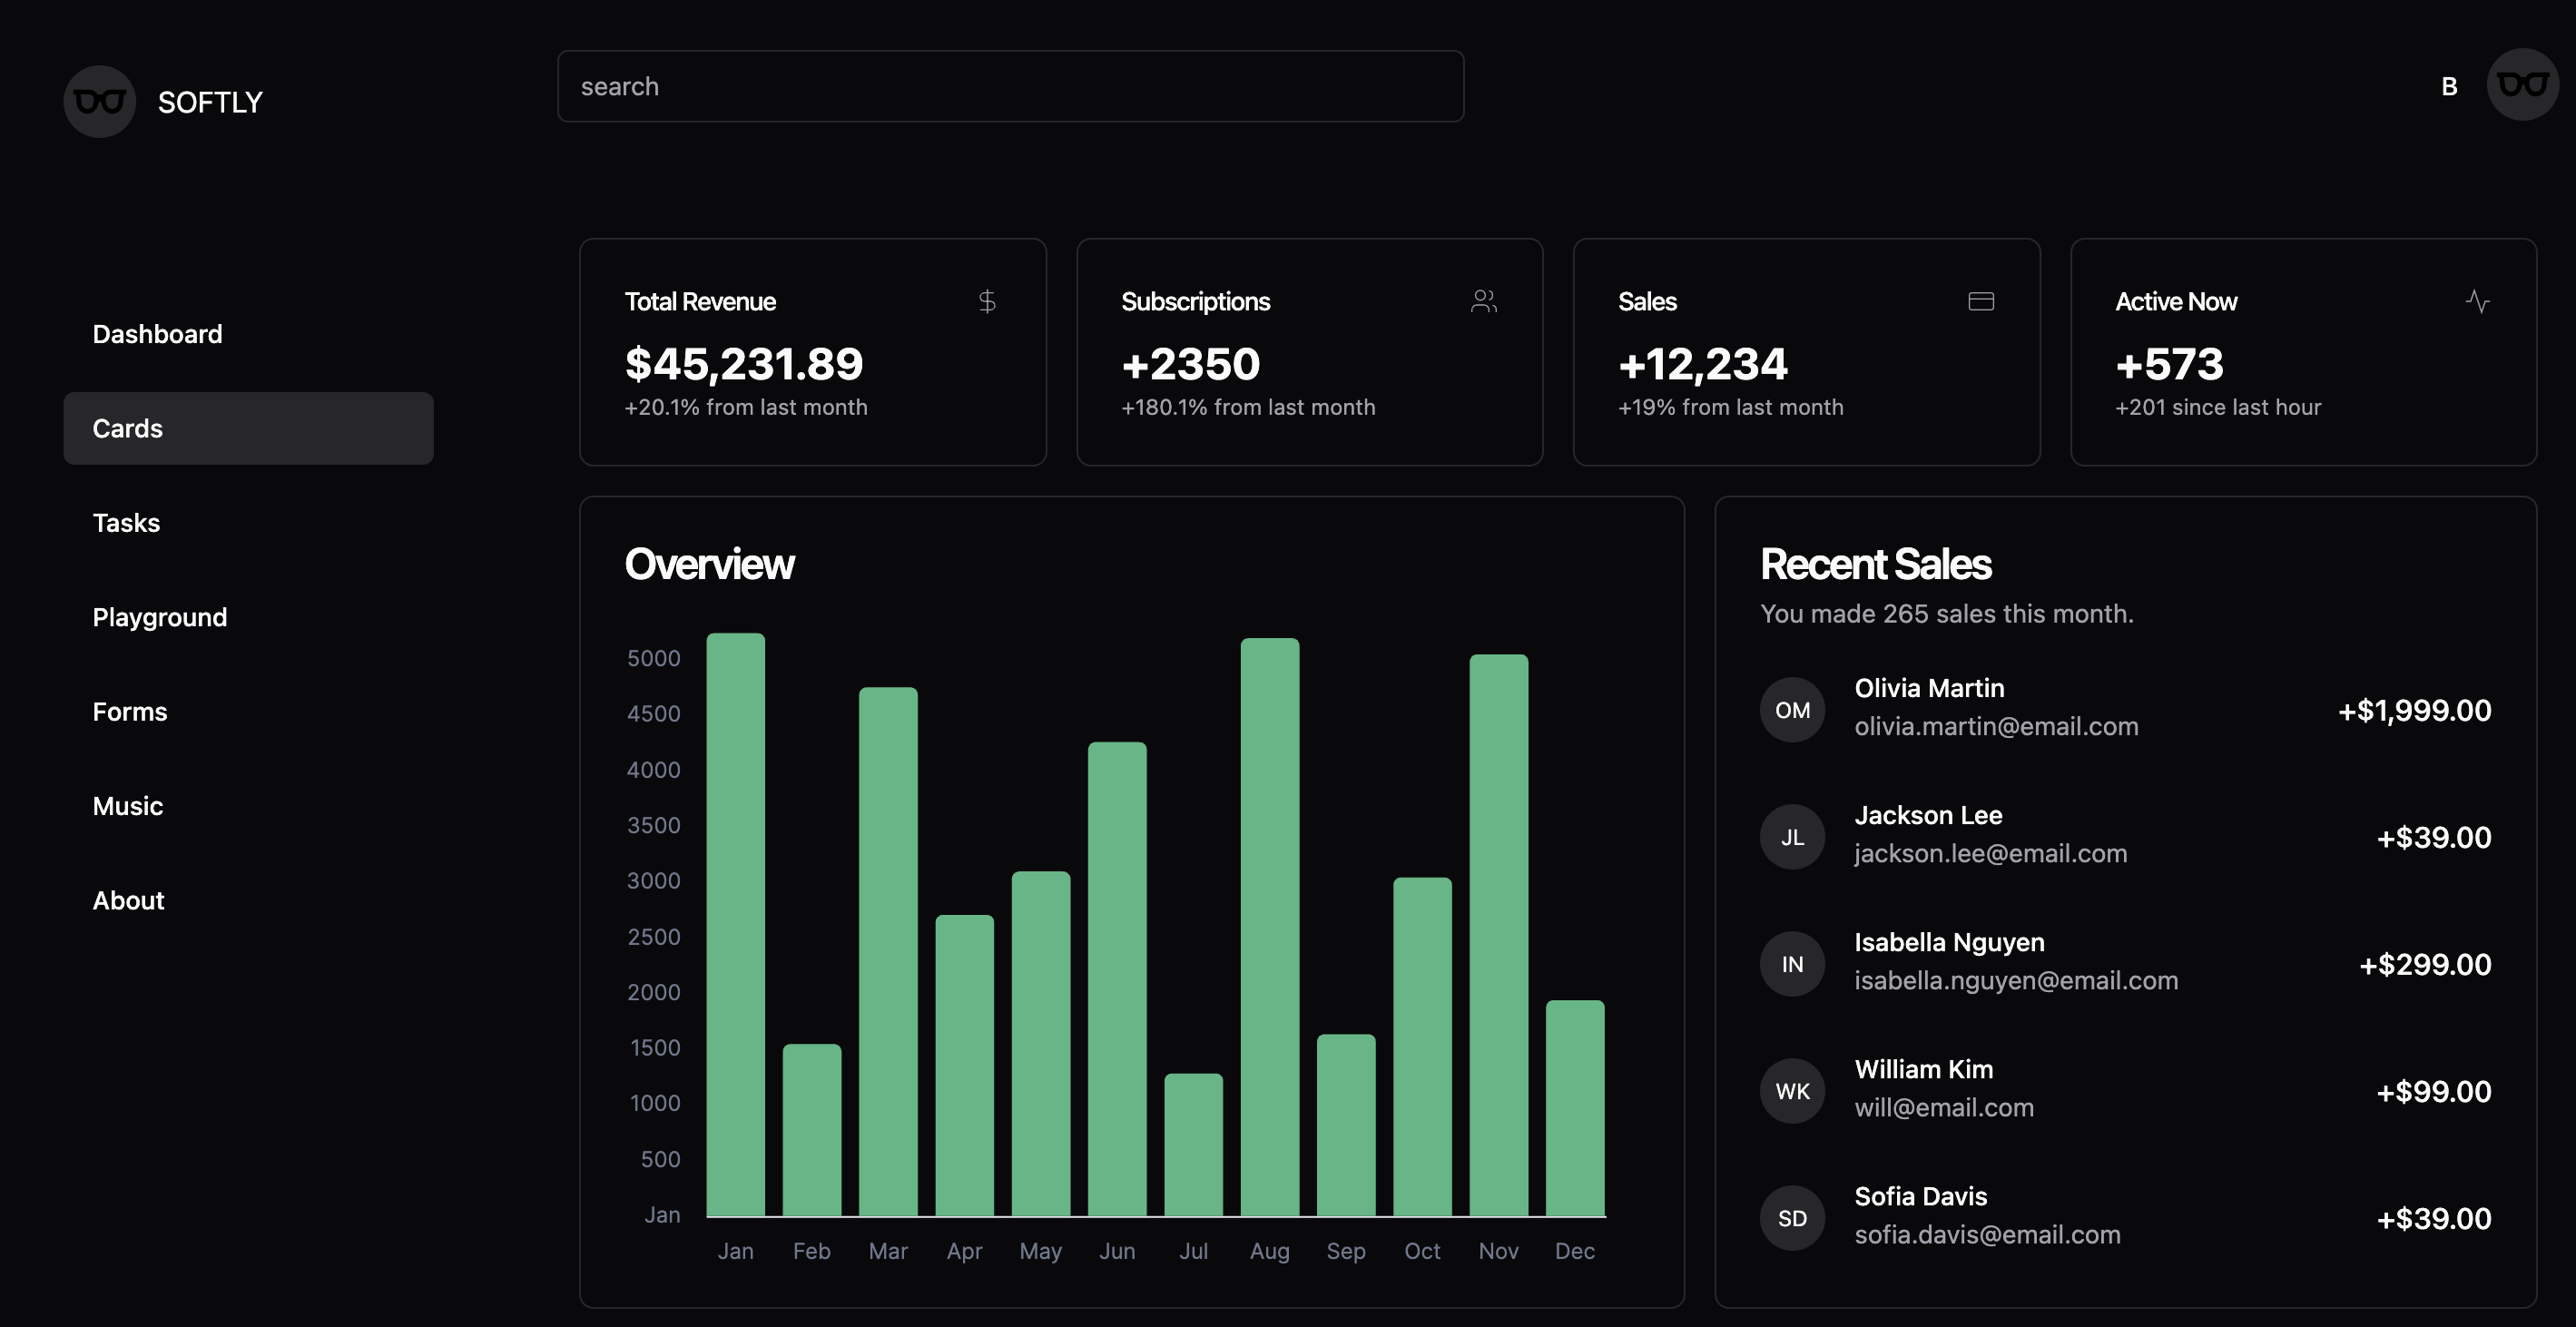 SOFTLY
search
B
Dashboard
Cards
Tasks
Playground
Forms
Music
About
Total Revenue
$45,231.89
+20.1% from last month
Subscriptions
+2350
+180.1% from last month
Sales
+12,234
+19% from last month
Active Now
+573
+201 since last hour
Overview
5000
4500
4000
3500
3000
2500
2000
1500
1000
500
Jan
Jan Feb Mar Apr May Jun Jul Aug Sep Oct Nov Dec
Recent Sales
You made 265 sales this month.
OM
Olivia Martin
olivia.martin@email.com
+$1,999.00
JL
Jackson Lee
jackson.lee@email.com
+$39.00
IN
Isabella Nguyen
isabella.nguyen@email.com
+$299.00
WK
William Kim
will@email.com
+$99.00
SD
Sofia Davis
sofia.davis@email.com
+$39.00